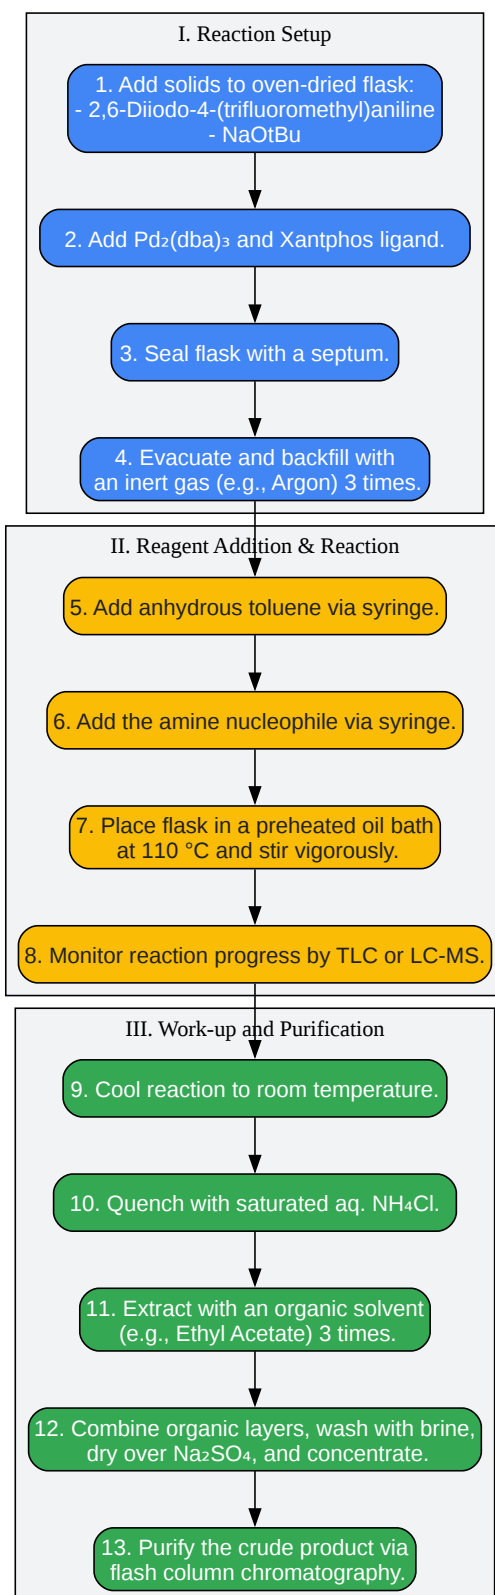 I. Reaction Setup
1. Add solids to oven-dried flask:
- 2,6-Diiodo-4-(trifluoromethyl)aniline
- NaOtBu
2. Add Pd₂(dba)₃ and Xantphos ligand.
3. Seal flask with a septum.
4. Evacuate and backfill with
an inert gas (e.g., Argon) 3 times.
II. Reagent Addition & Reaction
5. Add anhydrous toluene via syringe.
6. Add the amine nucleophile via syringe.
7. Place flask in a preheated oil bath
at 110 °C and stir vigorously.
8. Monitor reaction progress by TLC or LC-MS.
III. Work-up and Purification
9. Cool reaction to room temperature.
10. Quench with saturated aq. NH₄Cl.
11. Extract with an organic solvent
(e.g., Ethyl Acetate) 3 times.
12. Combine organic layers, wash with brine,
dry over Na₂SO₄, and concentrate.
13. Purify the crude product via
flash column chromatography.